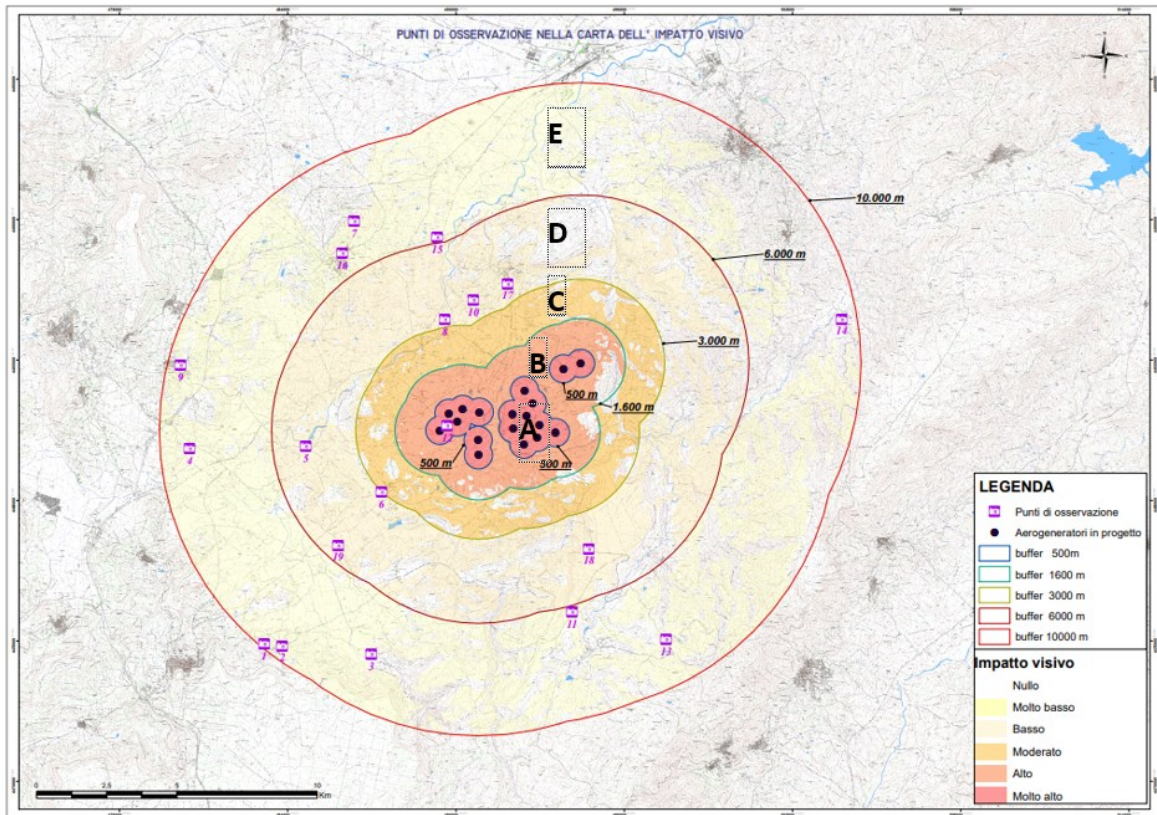 PUNTI DI OSSERVAZIONE NELLA CARTA DELL' IMPATTO VISIVO
E
10.000 m
7
D
15
16
6.000 m
17
C
10
8
14
3.000 m
B
9
500 m
1.600 m
A
4
5
500 m
500 m
6
19
18
11
13
1
2
3
LEGENDA
Punti di osservazione
Aerogeneratori in progetto
buffer 500m
buffer 1600 m
buffer 3000 m
buffer 6000 m
buffer 10000 m
Impatto visivo
Nullo
Molto basso
Basso
Moderato
Alto
Molto alto
0 2,5 5 10
Km